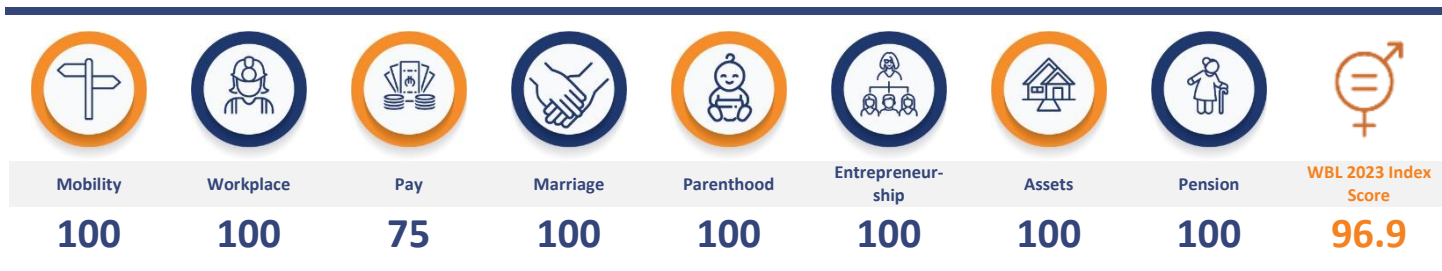 Mobility
Workplace
Pay
Marriage
Parenthood
Entrepreneur-
ship
Assets
Pension
WBL 2023 Index
Score
100
100
75
100
100
100
100
100
96.9